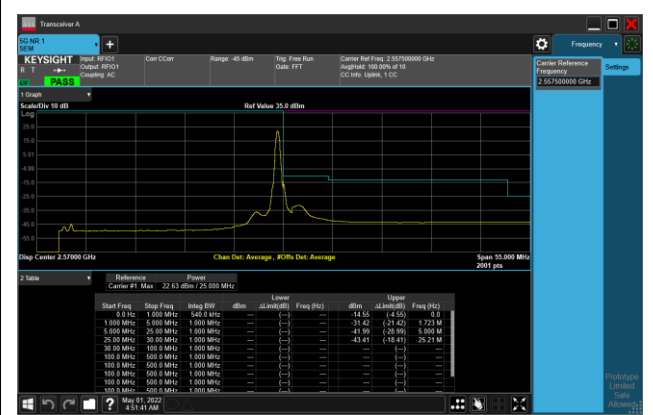 Transceiver A
5G NR 1
SEM
Frequency
KEYSIGHT
R T
PASS
Input: RFIO1
Output: RFIO1
Coupling: AC
Corr CCorr
Range: -45 dBm
Trig: Free Run
Gate: FFT
Carrier Ref Freq: 2.557500000 GHz
Avg|Hold: 100.00% of 10
CC Info: Uplink, 1 CC
Carrier Reference
Frequency
2.557500000 GHz
Settings
1 Graph
Scale/Div 10 dB
Ref Value 35.0 dBm
Log
25.0
15.0
5.01
-4.99
-15.0
-25.0
-35.0
-45.0
-55.0
Disp Center 2.57000 GHz
Chan Det: Average , #Offs Det: Average
Span 55.000 MHz
2001 pts
2 Table
Reference Power
Carrier #1 Max 22.63 dBm / 25.000 MHz
Lower Upper
Start Freq Stop Freq Integ BW dBm ΔLimit(dB) Freq (Hz) dBm ΔLimit(dB) Freq (Hz)
0.0 Hz 1.000 MHz 540.0 kHz --- (---) --- -14.55 (-4.55) 0.0
1.000 MHz 5.000 MHz 1.000 MHz --- (---) --- -31.42 (-21.42) 1.723 M
5.000 MHz 25.00 MHz 1.000 MHz --- (---) --- -41.99 (-28.99) 5.000 M
25.00 MHz 30.00 MHz 1.000 MHz --- (---) --- -43.41 (-18.41) 25.21 M
30.00 MHz 100.0 MHz 1.000 MHz --- (---) --- --- (---) ---
100.0 MHz 500.0 MHz 1.000 MHz --- (---) --- --- (---) ---
100.0 MHz 500.0 MHz 1.000 MHz --- (---) --- --- (---) ---
100.0 MHz 500.0 MHz 1.000 MHz --- (---) --- --- (---) ---
100.0 MHz 500.0 MHz 1.000 MHz --- (---) --- --- (---) ---
Prototype
Limited
Sale
Allowed
?
May 01, 2022
4:51:41 AM